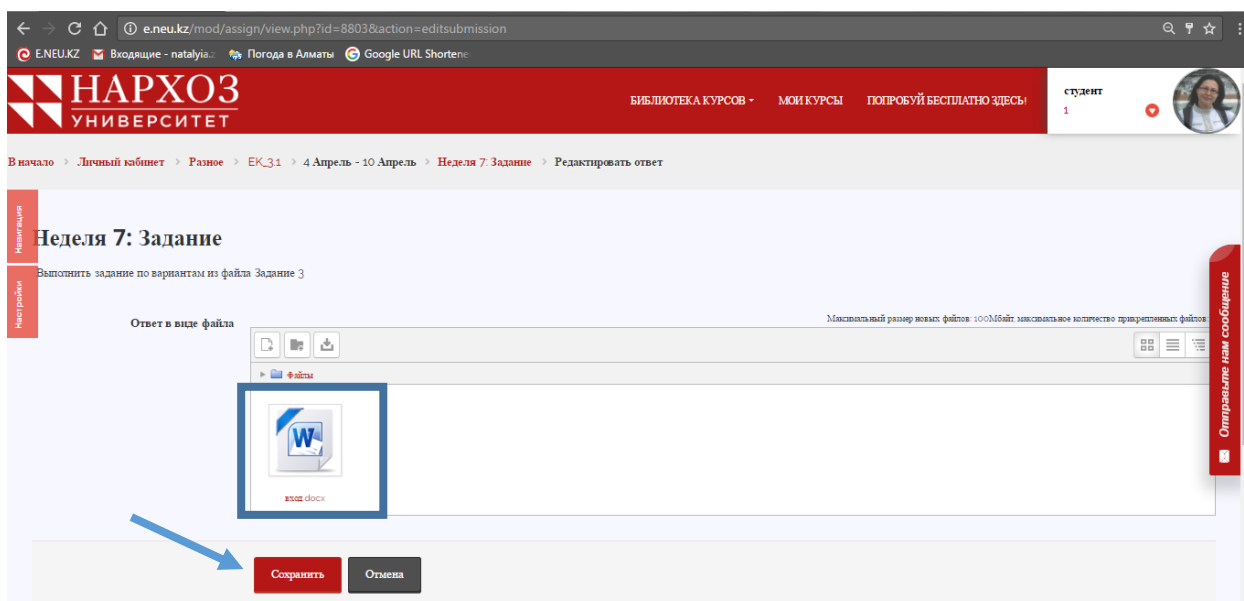 e.neu.kz/mod/assign/view.php?id=8803&action=editsubmission
E.NEU.KZ Входящие - natalyia.z Погода в Алматы Google URL Shortene
НАРХОЗ
УНИВЕРСИТЕТ
БИБЛИОТЕКА КУРСОВ МОИ КУРСЫ ПОПРОБУЙ БЕСПЛАТНО ЗДЕСЬ!
студент
1
В начало > Личный кабинет > Разное > EK_3.1 > 4 Апрель - 10 Апрель > Неделя 7: Задание > Редактировать ответ
Навигация
Настройки
Неделя 7: Задание
Выполнить задание по вариантам из файла Задание 3
Ответ в виде файла
Максимальный размер новых файлов: 100Мбайт, максимальное количество прикрепленных файлов:
Файлы
W
вход.docx
Отправьте нам сообщение
Сохранить Отмена